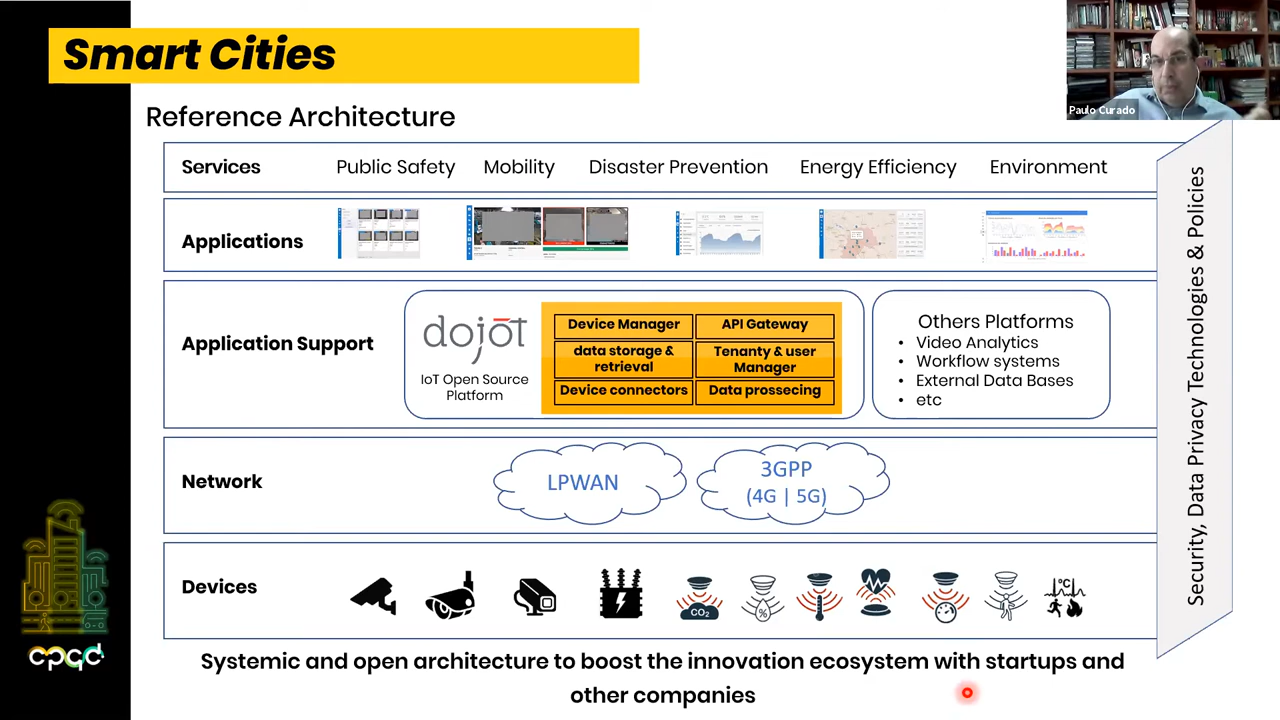 Smart Cities
Paulo Curado
Reference Architecture
Services Public Safety Mobility Disaster Prevention Energy Efficiency Environment
Applications
Application Support
dojot
IoT Open Source
Platform
Device Manager
API Gateway
data storage &
retrieval
Tenanty & user
Manager
Device connectors
Data prossecing
Others Platforms
• Video Analytics
• Workflow systems
• External Data Bases
• etc
Network
LPWAN
3GPP
(4G | 5G)
Devices
CO2
%
°C
Security, Data Privacy Technologies & Policies
cpqd
Systemic and open architecture to boost the innovation ecosystem with startups and
other companies